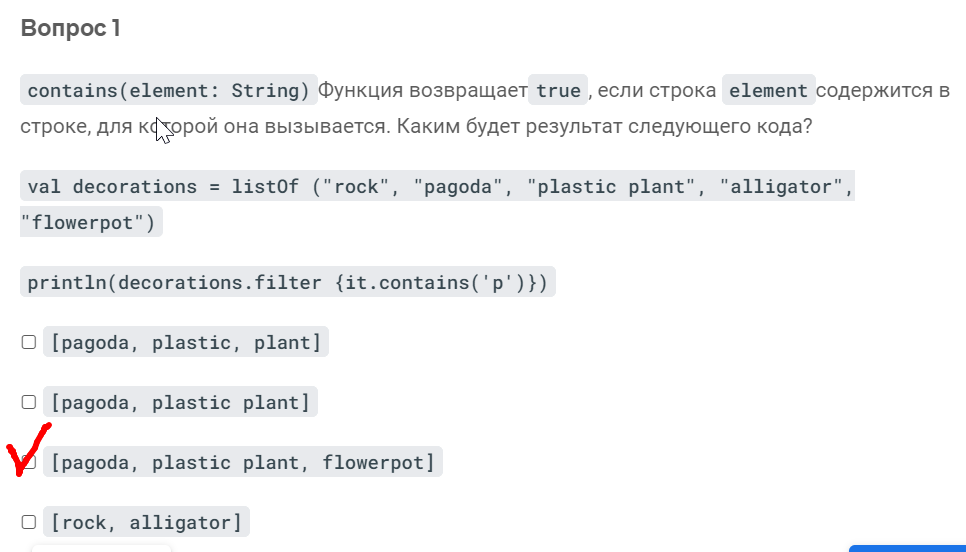 Вопрос 1
contains(element: String) Функция возвращает true , если строка element содержится в
строке, для которой она вызывается. Каким будет результат следующего кода?
val decorations = listOf ("rock", "pagoda", "plastic plant", "alligator",
"flowerpot")
println(decorations.filter {it.contains('p')})
[pagoda, plastic, plant]
[pagoda, plastic plant]
[pagoda, plastic plant, flowerpot]
[rock, alligator]